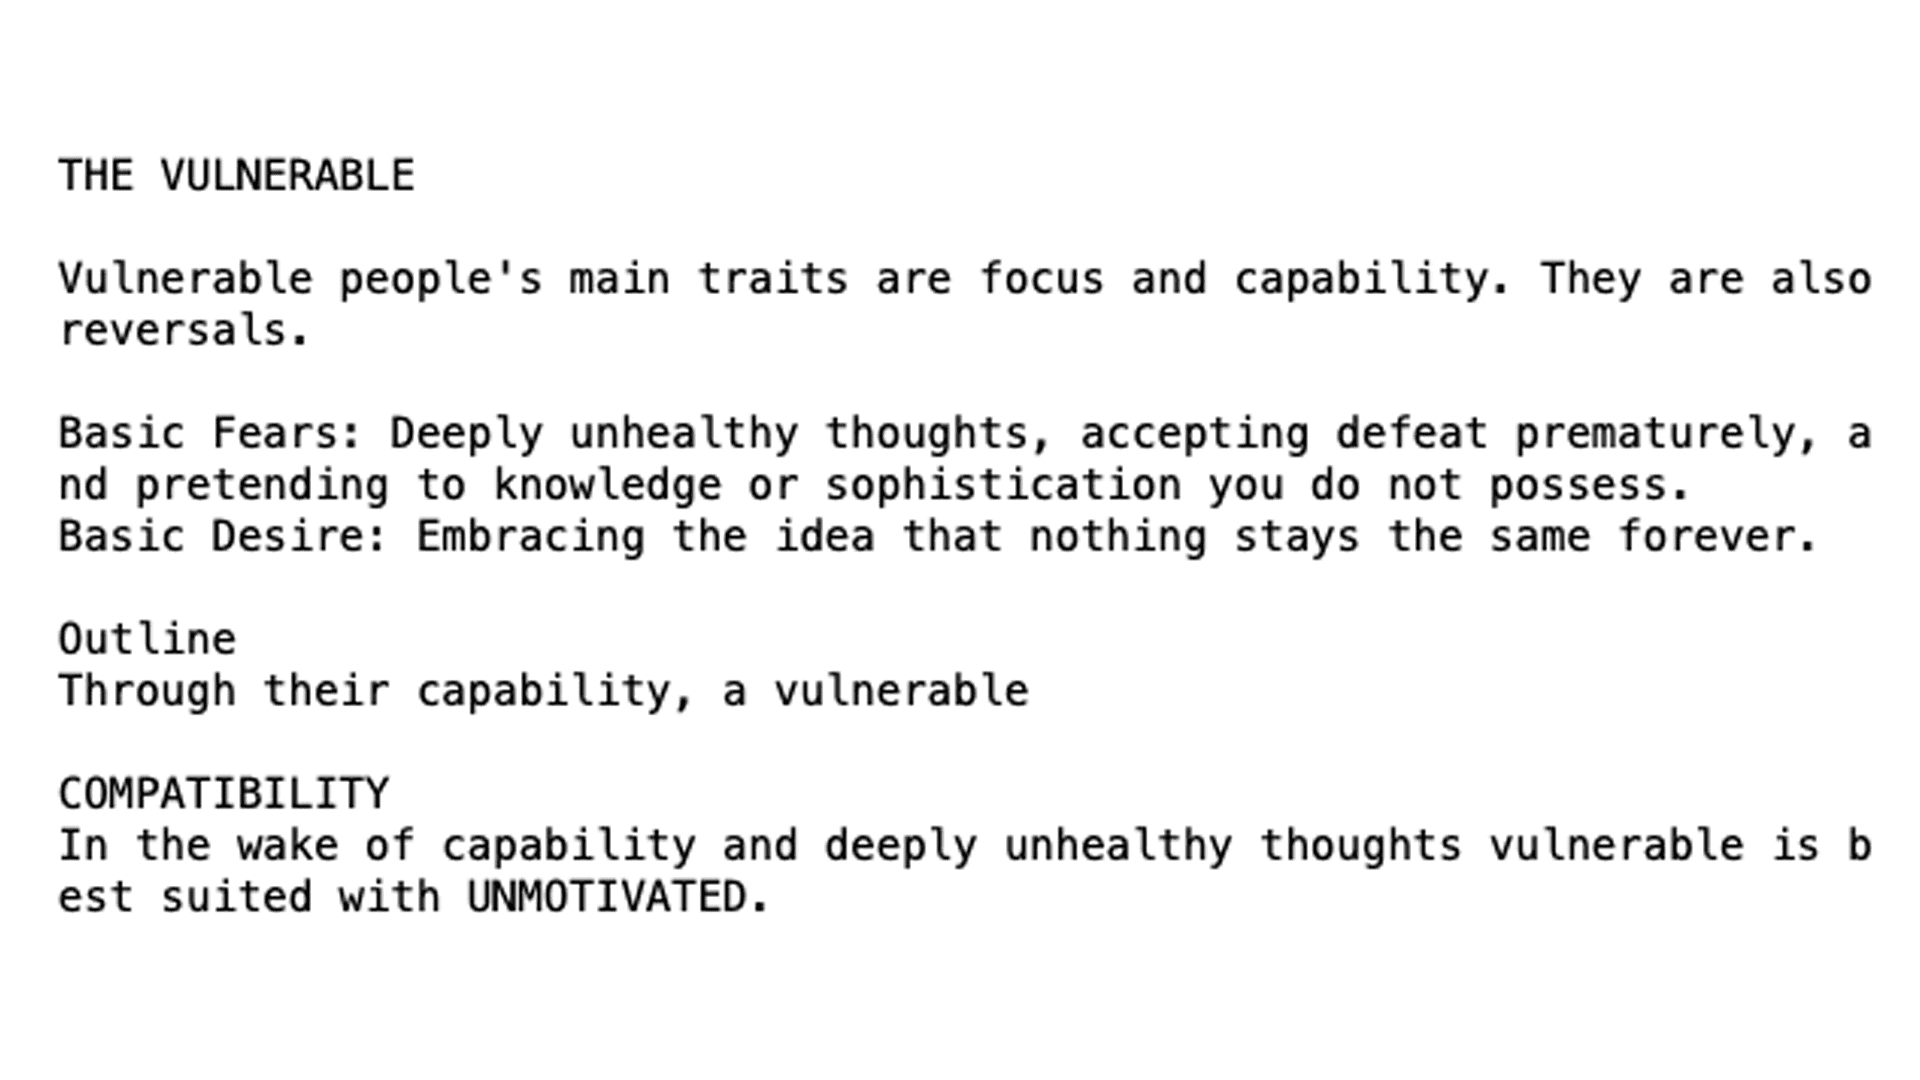 THE VULNERABLE
Vulnerable people's main traits are focus and capability. They are also
reversals.
Basic Fears: Deeply unhealthy thoughts, accepting defeat prematurely, a
nd pretending to knowledge or sophistication you do not possess.
Basic Desire: Embracing the idea that nothing stays the same forever.
Outline
Through their capability, a vulnerable
COMPATIBILITY
In the wake of capability and deeply unhealthy thoughts vulnerable is b
est suited with UNMOTIVATED.